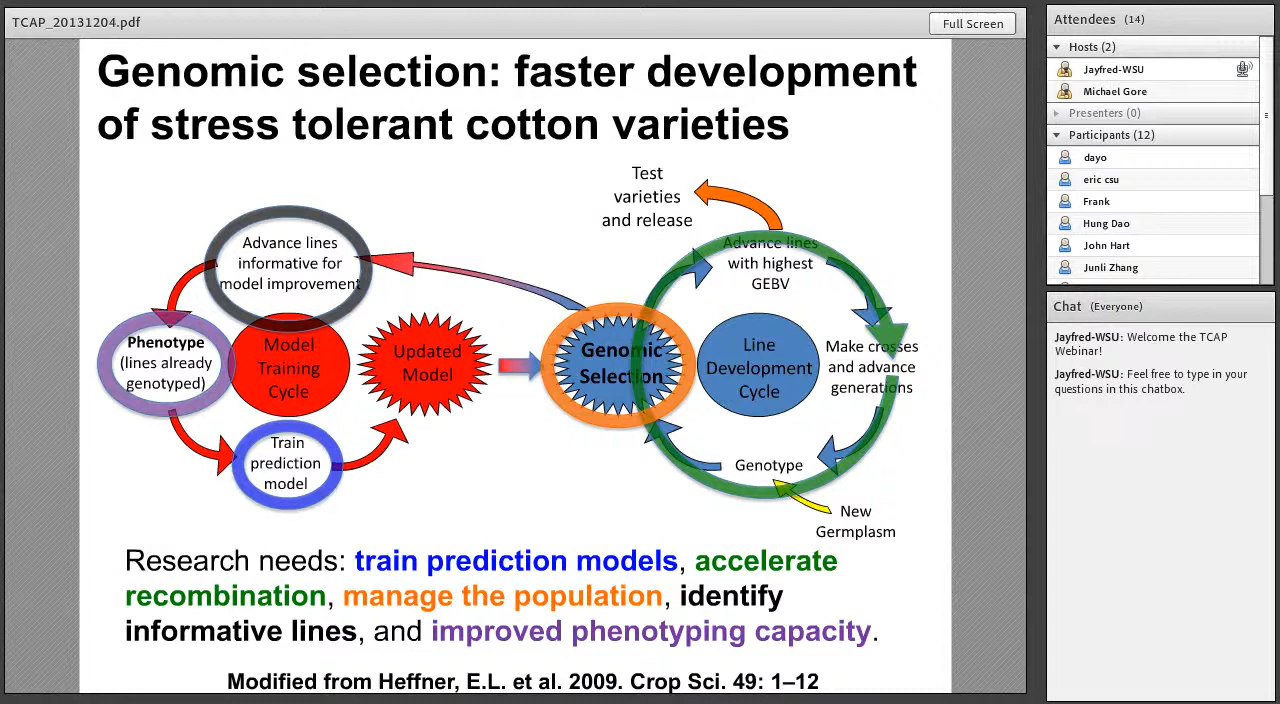 TCAP_20131204.pdf
Full Screen
Genomic selection: faster development
of stress tolerant cotton varieties
Test
varieties
and release
Advance lines
informative for
model improvement
Advance lines
with highest
GEBV
Phenotype
(lines already
genotyped)
Model
Training
Cycle
Updated
Model
Genomic
Selection
Line
Development
Cycle
Make crosses
and advance
generations
Train
prediction
model
Genotype
New
Germplasm
Research needs: train prediction models, accelerate
recombination, manage the population, identify
informative lines, and improved phenotyping capacity.
Modified from Heffner, E.L. et al. 2009. Crop Sci. 49: 1–12
Attendees (14)
Hosts (2)
Jayfred-WSU
Michael Gore
Presenters (0)
Participants (12)
dayo
eric csu
Frank
Hung Dao
John Hart
Junli Zhang
Chat (Everyone)
Jayfred-WSU: Welcome the TCAP
Webinar!
Jayfred-WSU: Feel free to type in your
questions in this chatbox.